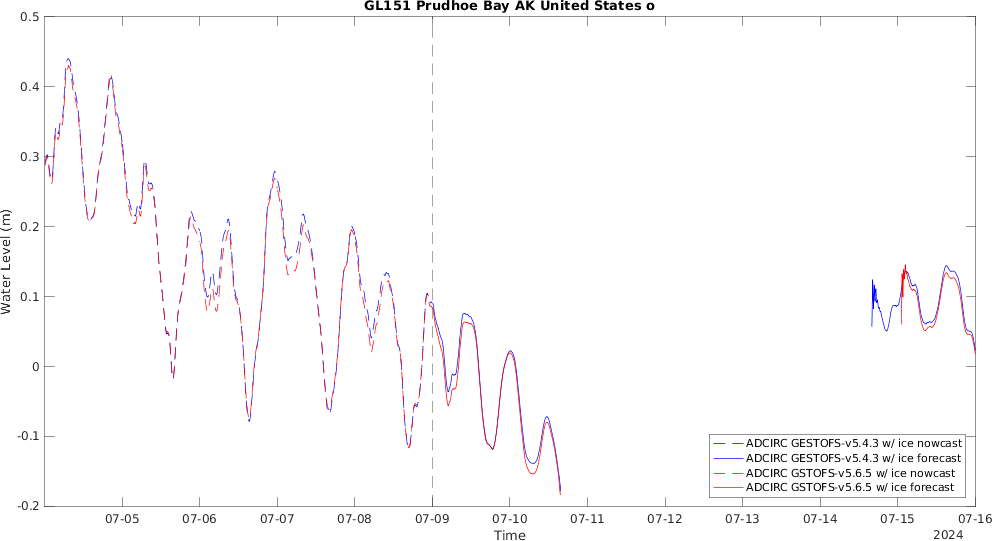 GL151 Prudhoe Bay AK United States o
0.5
0.4
0.3
0.2
0.1
0
-0.1
-0.2
Water Level (m)
ADCIRC GESTOFS-v5.4.3 w/ ice nowcast
ADCIRC GESTOFS-v5.4.3 w/ ice forecast
ADCIRC GSTOFS-v5.6.5 w/ ice nowcast
ADCIRC GSTOFS-v5.6.5 w/ ice forecast
07-05 07-06 07-07 07-08 07-09 07-10 07-11 07-12 07-13 07-14 07-15 07-16
Time
2024